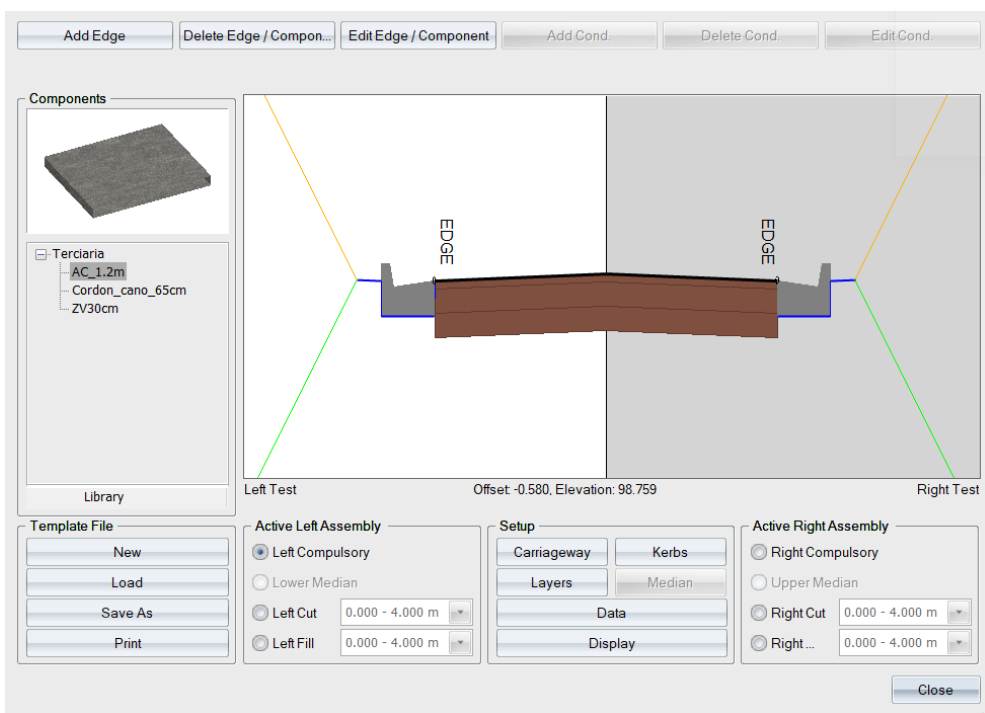 Add Edge
Delete Edge / Compon...
Edit Edge / Component
Add Cond.
Delete Cond.
Edit Cond.
Components
Terciaria
AC_1.2m
Cordon_cano_65cm
ZV30cm
Library
EDGE
EDGE
Left Test
Offset: -0.580, Elevation: 98.759
Right Test
Template File
New
Load
Save As
Print
Active Left Assembly
Left Compulsory
Lower Median
Left Cut 0.000 - 4.000 m
Left Fill 0.000 - 4.000 m
Setup
Carriageway
Kerbs
Layers
Median
Data
Display
Active Right Assembly
Right Compulsory
Upper Median
Right Cut 0.000 - 4.000 m
Right ... 0.000 - 4.000 m
Close